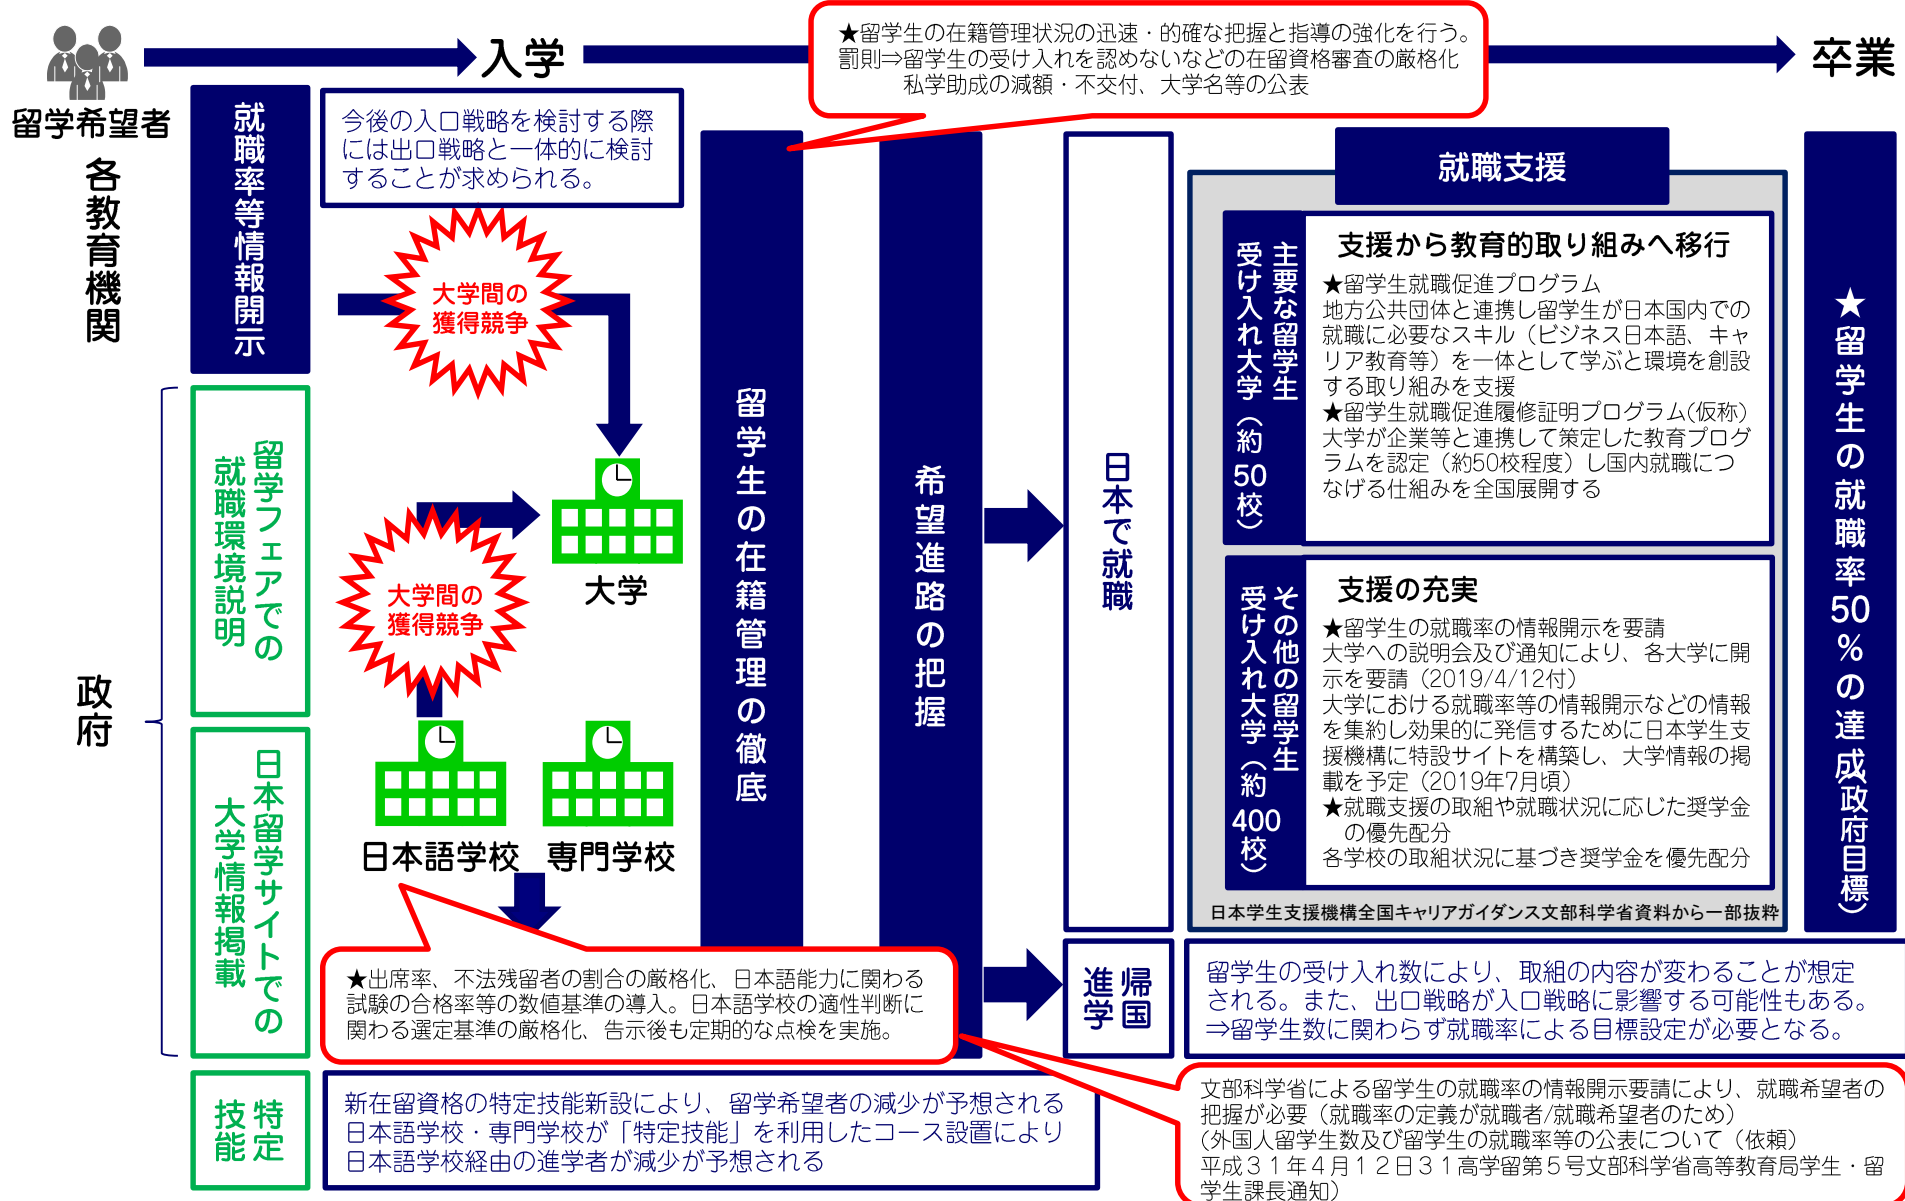 留学希望者
入学
卒業
★留学生の在籍管理状況の迅速・的確な把握と指導の強化を行う。
罰則⇒留学生の受け入れを認めないなどの在留資格審査の厳格化
私学助成の減額・不交付、大学名等の公表
各教育機関
就職率等情報開示
今後の入口戦略を検討する際
には出口戦略と一体的に検討
することが求められる。
大学間の
獲得競争
政府
留学フェアでの
就職環境説明
大学間の
獲得競争
大学
日本留学サイトでの
大学情報掲載
日本語学校
専門学校
留学生の在籍管理の徹底
希望進路の把握
日本で就職
帰国
進学
就職支援
主要な留学生
受け入れ大学(約50校)
支援から教育的取り組みへ移行
★留学生就職促進プログラム
地方公共団体と連携し留学生が日本国内での
就職に必要なスキル（ビジネス日本語、キャ
リア教育等）を一体として学ぶと環境を創設
する取り組みを支援
★留学生就職促進履修証明プログラム(仮称)
大学が企業等と連携して策定した教育プログ
ラムを認定（約50校程度）し国内就職につ
なげる仕組みを全国展開する
その他の留学生
受け入れ大学(約400校)
支援の充実
★留学生の就職率の情報開示を要請
大学への説明会及び通知により、各大学に開
示を要請（2019/4/12付）
大学における就職率等の情報開示などの情報
を集約し効果的に発信するために日本学生支
援機構に特設サイトを構築し、大学情報の掲
載を予定（2019年7月頃）
★就職支援の取組や就職状況に応じた奨学金
の優先配分
各学校の取組状況に基づき奨学金を優先配分
日本学生支援機構全国キャリアガイダンス文部科学省資料から一部抜粋
★留学生の就職率50%の達成(政府目標)
★出席率、不法残留者の割合の厳格化、日本語能力に関わる
試験の合格率等の数値基準の導入。日本語学校の適性判断に
関わる選定基準の厳格化、告示後も定期的な点検を実施。
留学生の受け入れ数により、取組の内容が変わることが想定
される。また、出口戦略が入口戦略に影響する可能性もある。
⇒留学生数に関わらず就職率による目標設定が必要となる。
特定
技能
新在留資格の特定技能新設により、留学希望者の減少が予想される
日本語学校・専門学校が「特定技能」を利用したコース設置により
日本語学校経由の進学者が減少が予想される
文部科学省による留学生の就職率の情報開示要請により、就職希望者の
把握が必要（就職率の定義が就職者/就職希望者のため）
（外国人留学生数及び留学生の就職率等の公表について（依頼）
平成３１年４月１２日３１高学留第５号文部科学省高等教育局学生・留
学生課長通知）